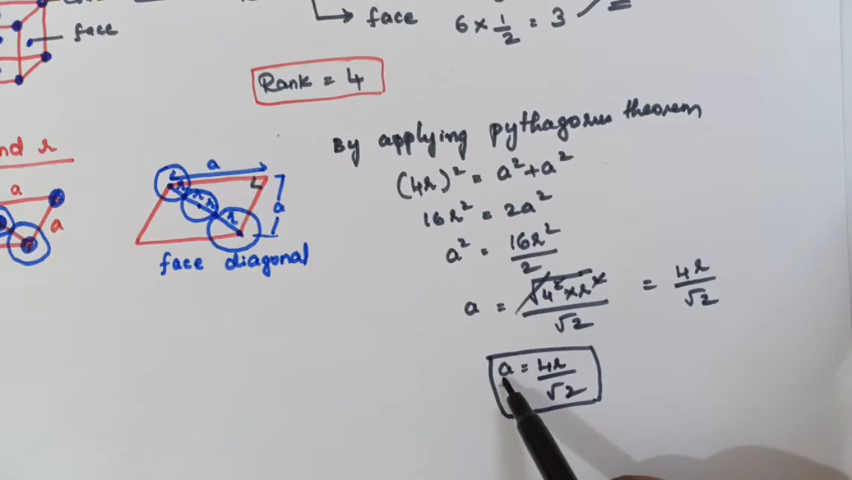 face
face
6 × 1/2 = 3
Rank = 4
nd r
a
a
a
L
r
r
r
r
a
face diagonal
By applying pythagorus theorem
(4r)² = a² + a²
16r² = 2a²
a² = 16r²/2
a = √4² × r²/√2 = 4r/√2
a = 4r/√2